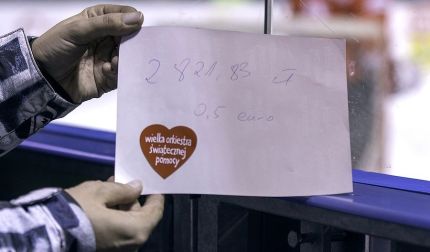 2 821,83 zł
0,5 euro
wielka orkiestra
świątecznej
pomocy